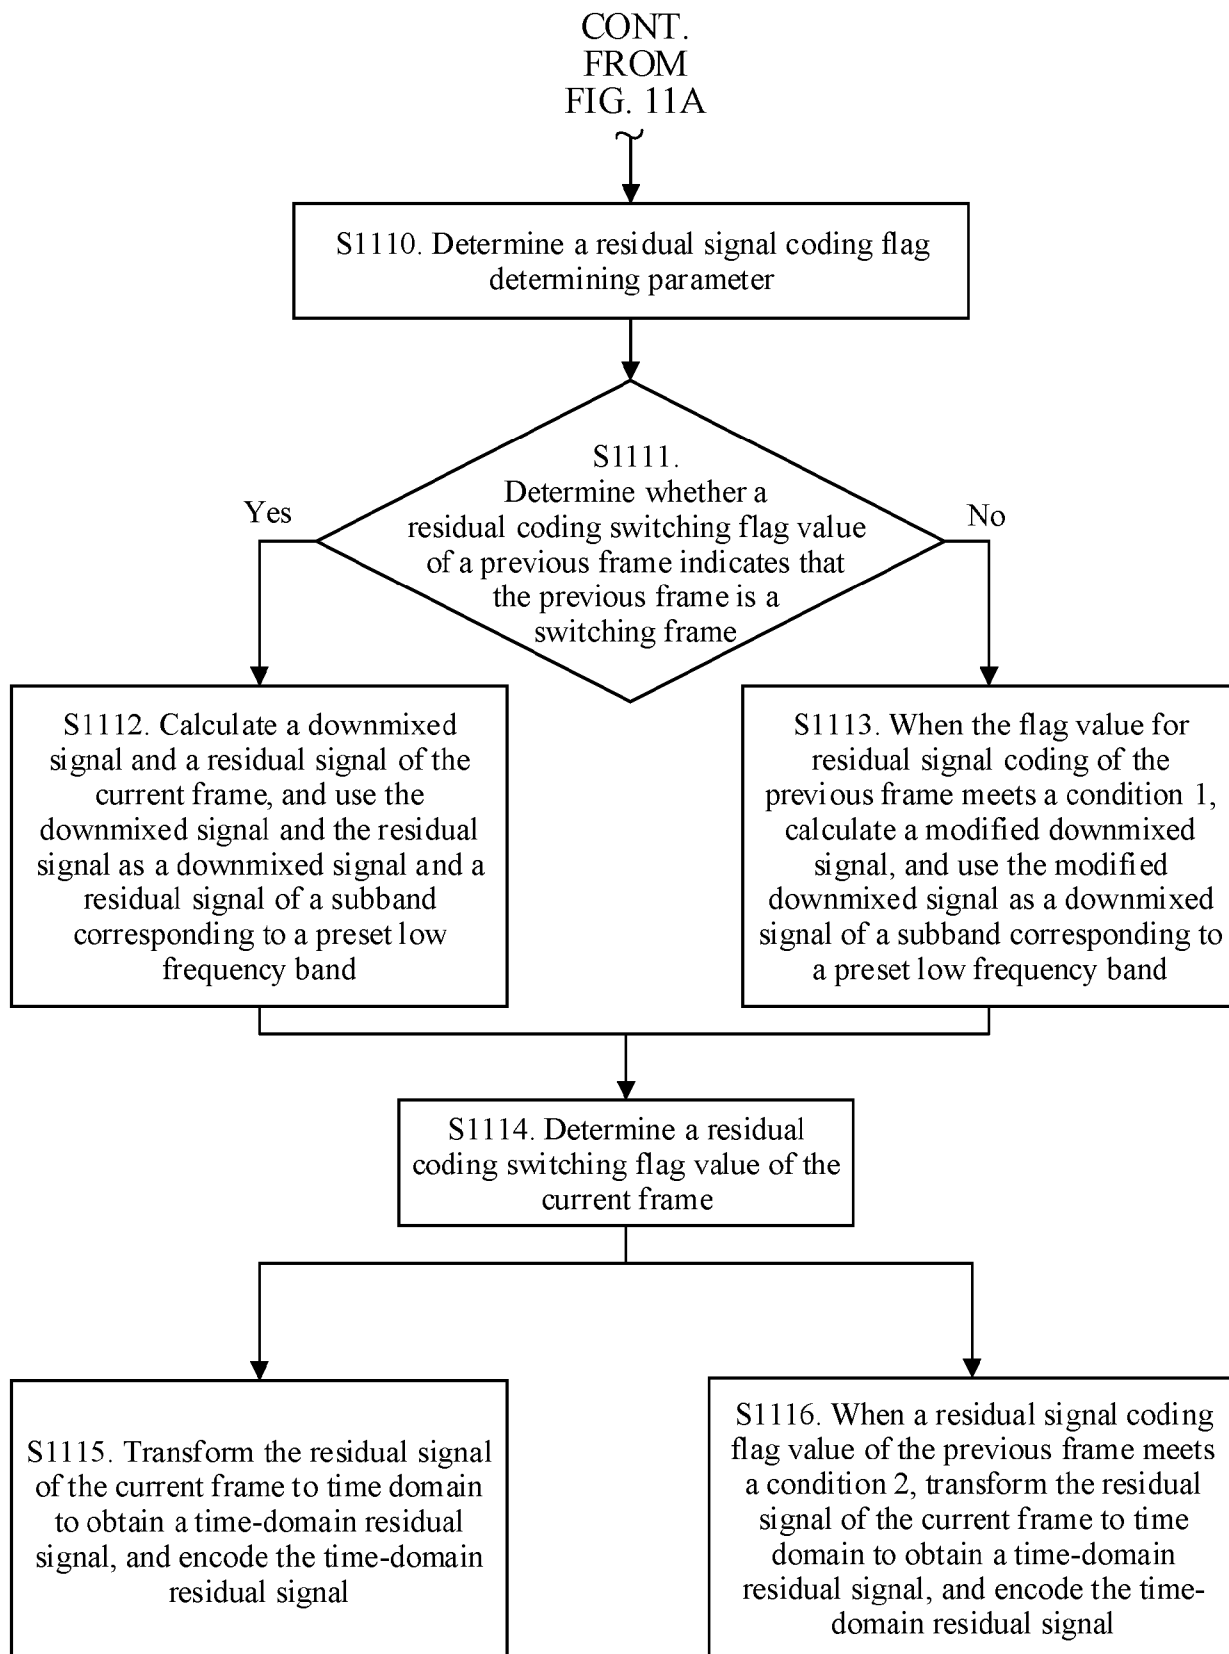 CONT.
FROM
FIG. 11A
S1110. Determine a residual signal coding flag
determining parameter
S1111.
Determine whether a
residual coding switching flag value
of a previous frame indicates that
the previous frame is a
switching frame
Yes
No
S1112. Calculate a downmixed
signal and a residual signal of the
current frame, and use the
downmixed signal and the residual
signal as a downmixed signal and a
residual signal of a subband
corresponding to a preset low
frequency band
S1113. When the flag value for
residual signal coding of the
previous frame meets a condition 1,
calculate a modified downmixed
signal, and use the modified
downmixed signal as a downmixed
signal of a subband corresponding to
a preset low frequency band
S1114. Determine a residual
coding switching flag value of the
current frame
S1115. Transform the residual signal
of the current frame to time domain
to obtain a time-domain residual
signal, and encode the time-domain
residual signal
S1116. When a residual signal coding
flag value of the previous frame meets
a condition 2, transform the residual
signal of the current frame to time
domain to obtain a time-domain
residual signal, and encode the time-
domain residual signal